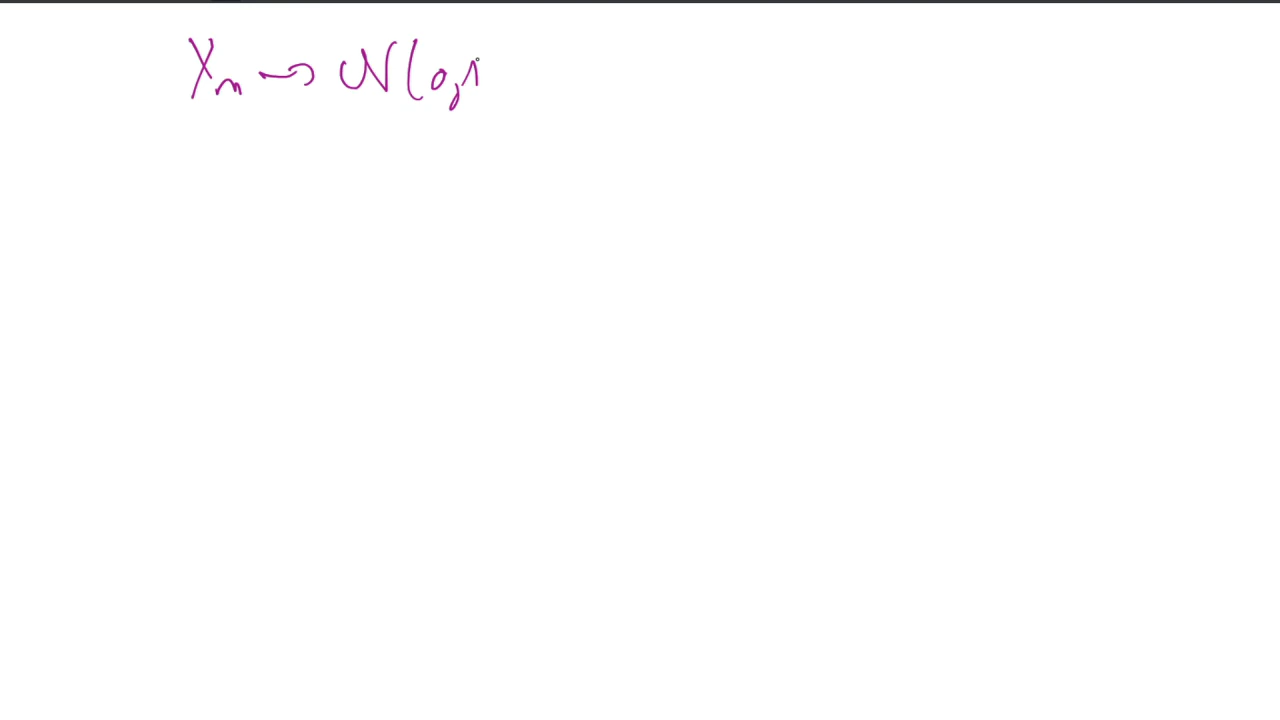 Xₙ → 𝒩(0,1